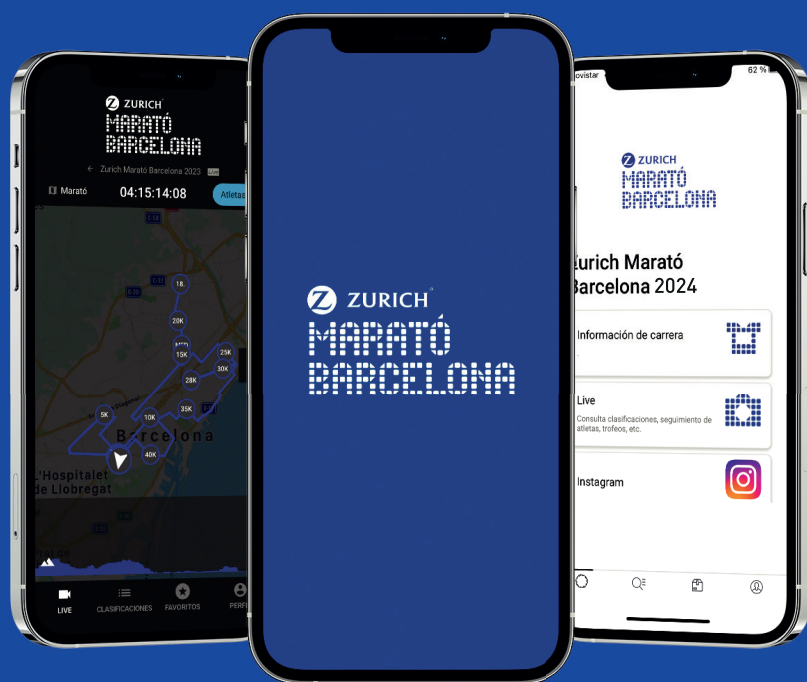 ZURICH
MARATÓ
BARCELONA
← Zurich Marató Barcelona 2023
Marató 04:15:14:08 Atletas
18.
20K
15K
25K
30K
28K
35K
5K
10K
Barcelona
40K
L'Hospitalet
de Llobregat
LIVE CLASIFICACIONES FAVORITOS PERFI
ZURICH
MARATÓ
BARCELONA
ovistar 62 %
ZURICH
MARATÓ
BARCELONA
Zurich Marató
Barcelona 2024
Información de carrera
Live
Consulta clasificaciones, seguimiento de
atletas, trofeos, etc.
Instagram